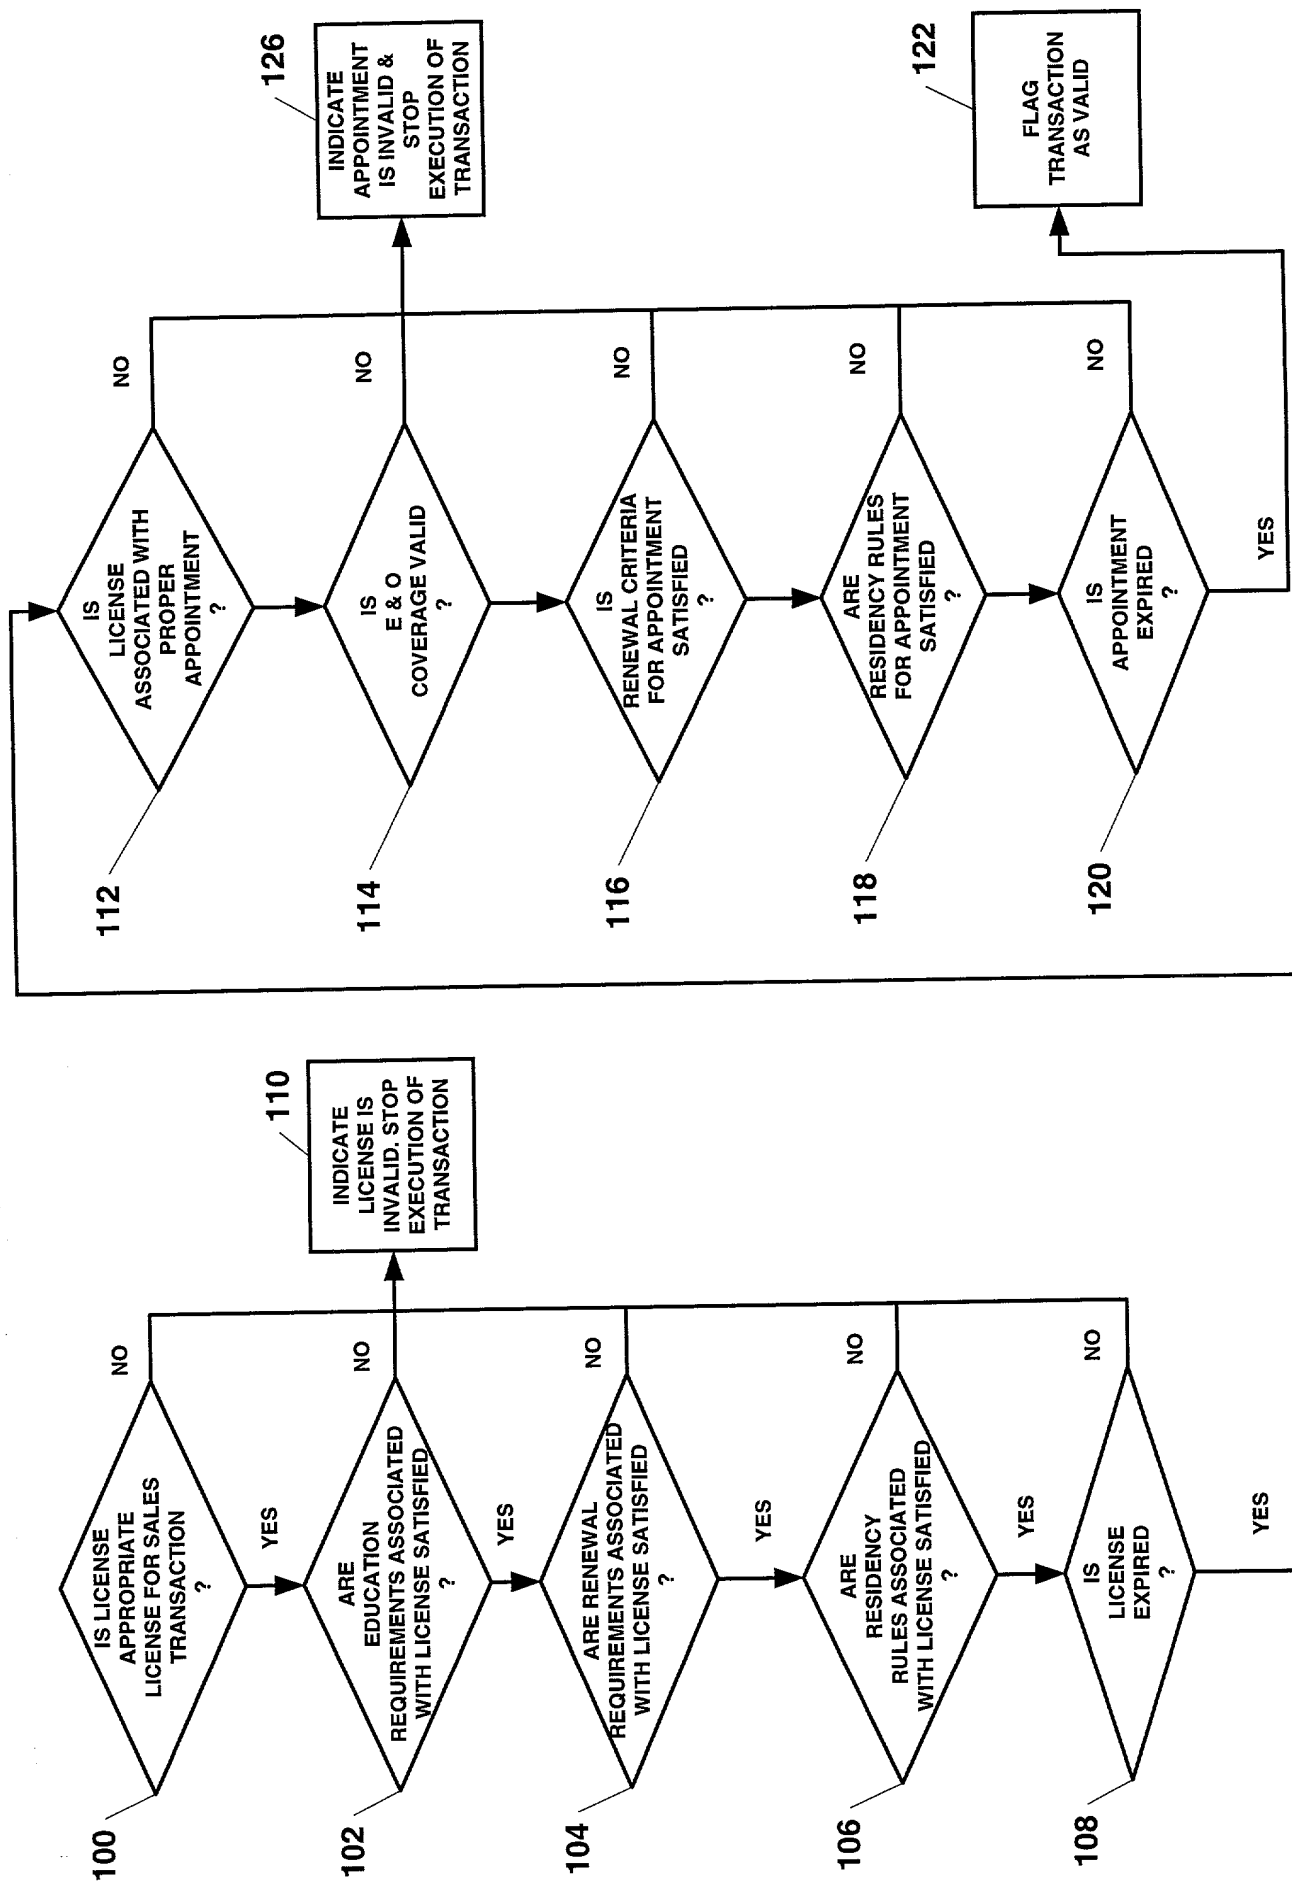 100
IS LICENSE
APPROPRIATE
LICENSE FOR SALES
TRANSACTION
?
NO
YES
102
ARE
EDUCATION
REQUIREMENTS ASSOCIATED
WITH LICENSE SATISFIED
?
NO
YES
104
ARE RENEWAL
REQUIREMENTS ASSOCIATED
WITH LICENSE SATISFIED
?
NO
YES
106
ARE
RESIDENCY
RULES ASSOCIATED
WITH LICENSE SATISFIED
?
NO
YES
108
IS
LICENSE
EXPIRED
?
NO
YES
110
INDICATE
LICENSE IS
INVALID. STOP
EXECUTION OF
TRANSACTION
112
IS
LICENSE
ASSOCIATED WITH
PROPER
APPOINTMENT
?
NO
114
IS
E & O
COVERAGE VALID
?
NO
116
IS
RENEWAL CRITERIA
FOR APPOINTMENT
SATISFIED
?
NO
118
ARE
RESIDENCY RULES
FOR APPOINTMENT
SATISFIED
?
NO
120
IS
APPOINTMENT
EXPIRED
?
NO
YES
126
INDICATE
APPOINTMENT
IS INVALID &
STOP
EXECUTION OF
TRANSACTION
122
FLAG
TRANSACTION
AS VALID